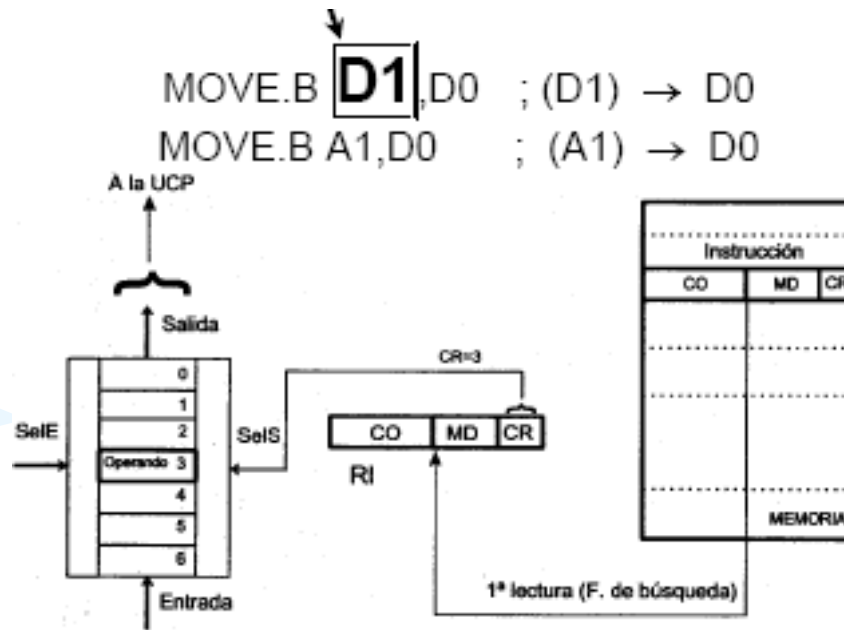 MOVE.B D1,D0 ; (D1) → D0
MOVE.B A1,D0 ; (A1) → D0
A la UCP
Instrucción
CO MD CR
Salida
CR=3
0
1
2
SelE
SelS
CO MD CR
Operando 3
RI
4
5
6
MEMORIA
1ª lectura (F. de búsqueda)
Entrada